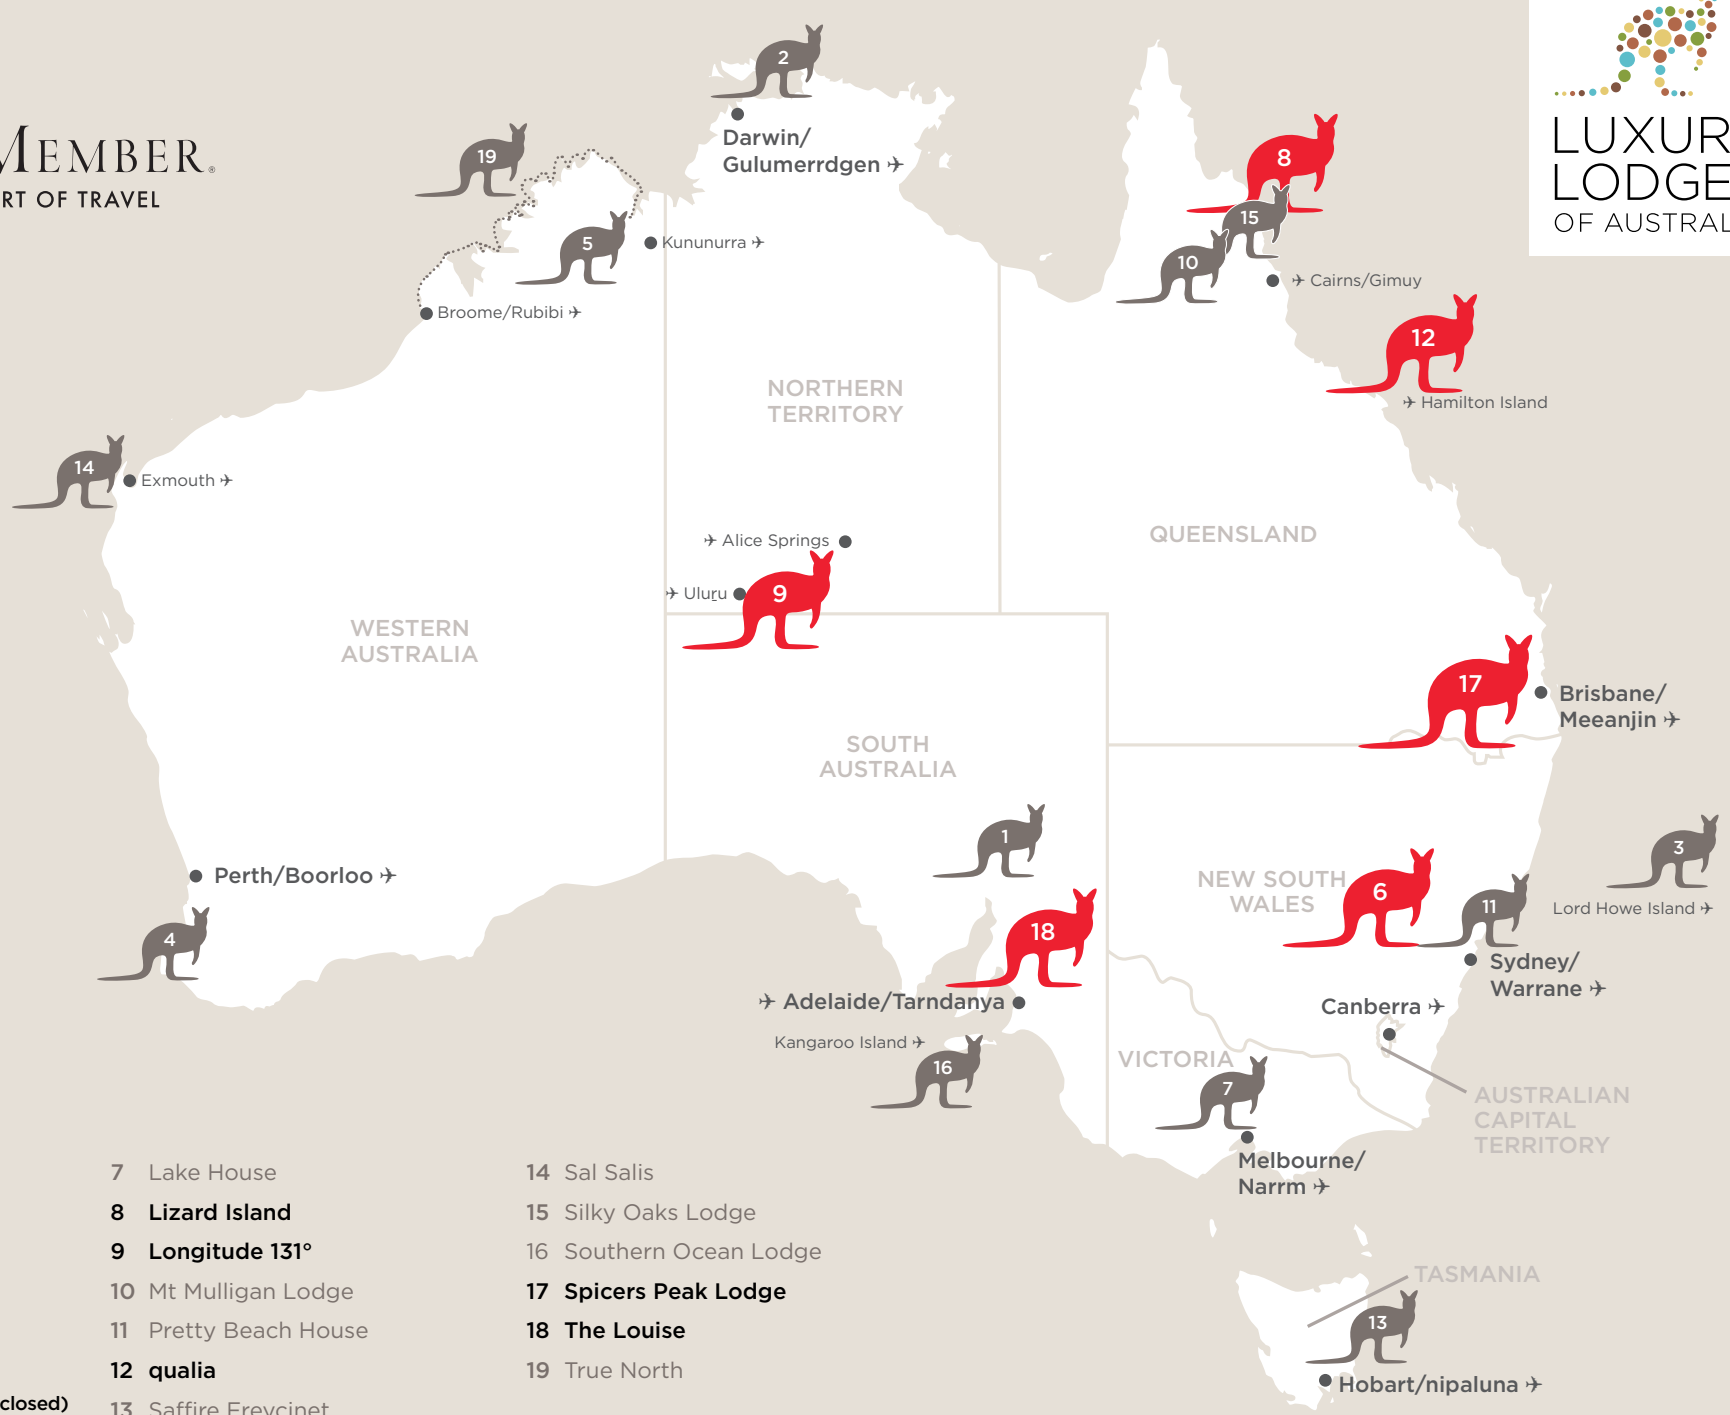 MEMBER®
RT OF TRAVEL
LUXUR
LODGE
OF AUSTRAL
2
Darwin/
Gulumerrdgen ✈
19
5
Kununurra ✈
Broome/Rubibi ✈
8
15
10
✈ Cairns/Gimuy
12
✈ Hamilton Island
NORTHERN
TERRITORY
14
Exmouth ✈
✈ Alice Springs
QUEENSLAND
✈ Uluṟu
9
WESTERN
AUSTRALIA
17
Brisbane/
Meeanjin ✈
SOUTH
AUSTRALIA
1
3
Lord Howe Island ✈
Perth/Boorloo ✈
4
NEW SOUTH
WALES
6
11
18
Sydney/
Warrane ✈
✈ Adelaide/Tarndanya
Canberra ✈
Kangaroo Island ✈
16
VICTORIA
7
AUSTRALIAN
CAPITAL
TERRITORY
Melbourne/
Narrm ✈
TASMANIA
13
Hobart/nipaluna ✈
closed)
7 Lake House
8 Lizard Island
9 Longitude 131°
10 Mt Mulligan Lodge
11 Pretty Beach House
12 qualia
13 Saffire Freycinet
14 Sal Salis
15 Silky Oaks Lodge
16 Southern Ocean Lodge
17 Spicers Peak Lodge
18 The Louise
19 True North